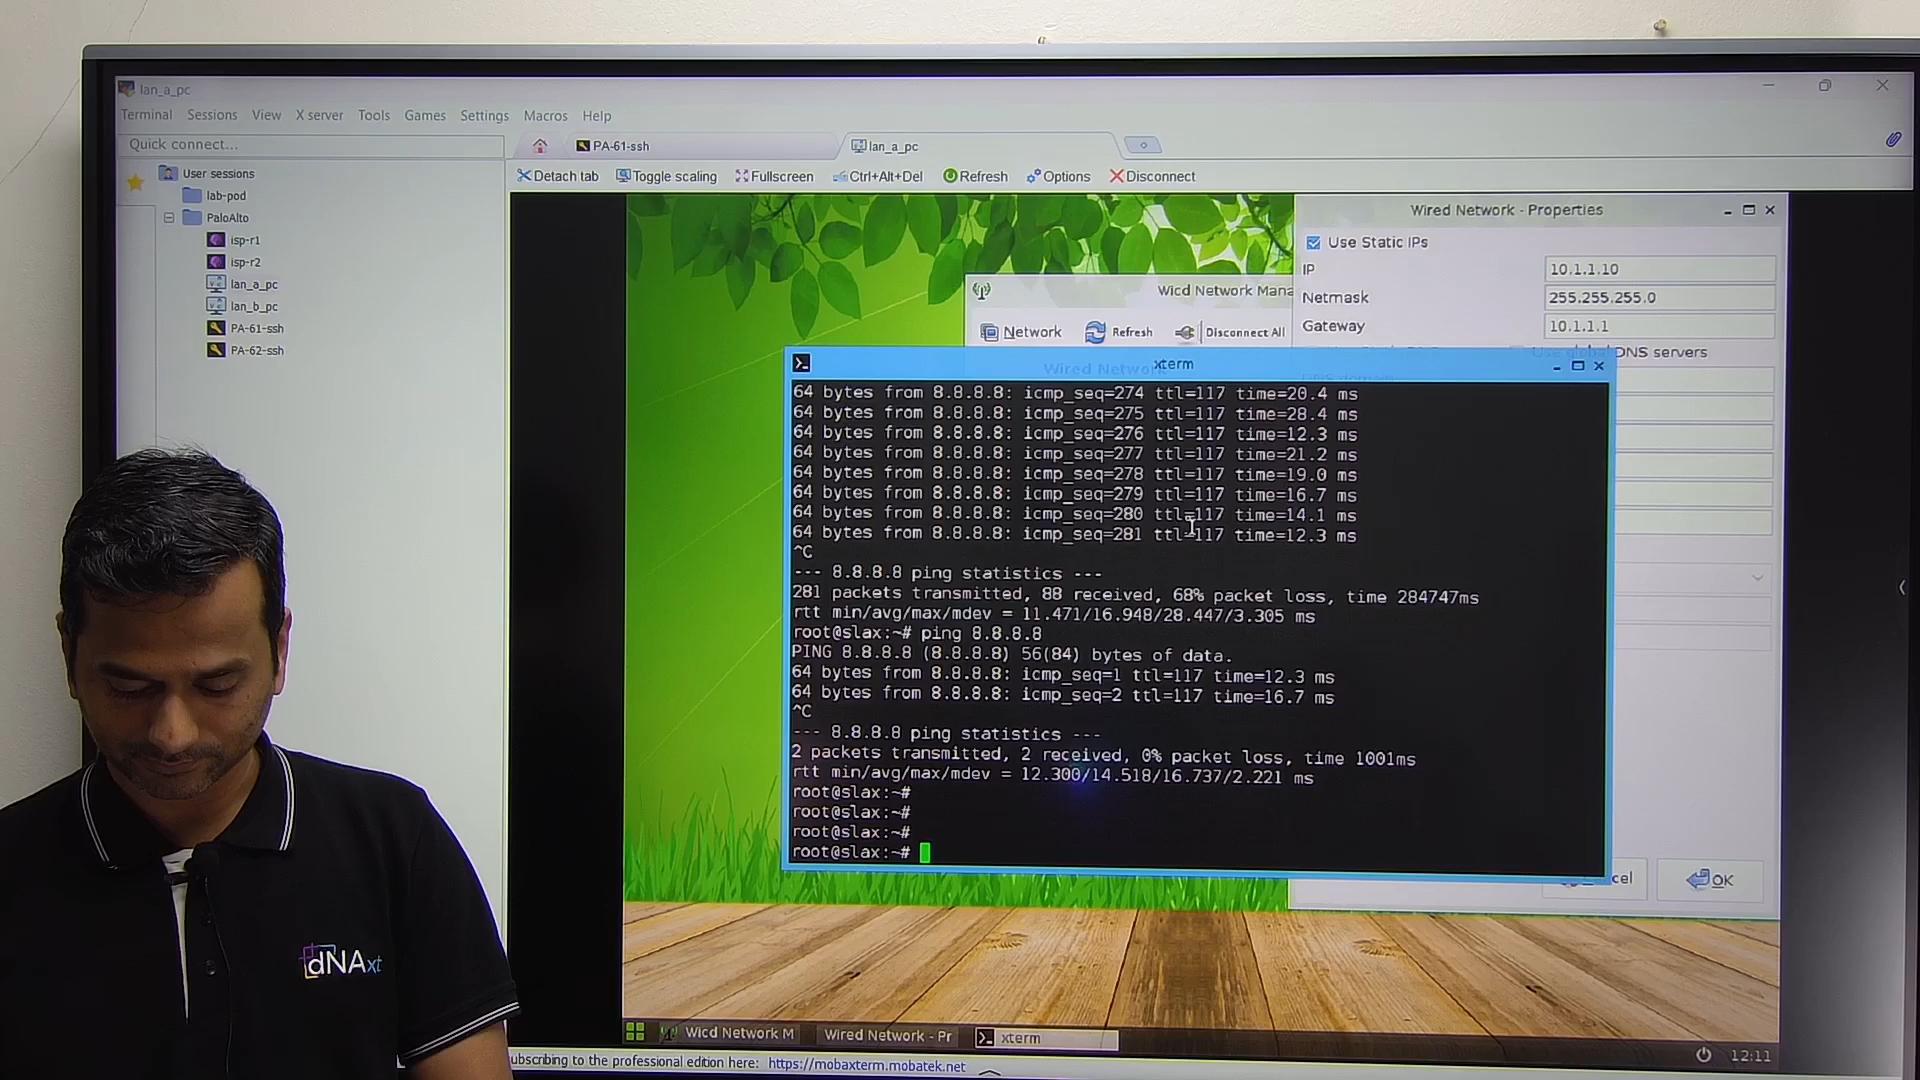 lan_a_pc
Terminal Sessions View X server Tools Games Settings Macros Help
Quick connect...
PA-61-ssh
lan_a_pc
Detach tab Toggle scaling Fullscreen Ctrl+Alt+Del Refresh Options Disconnect
User sessions
lab-pod
PaloAlto
isp-r1
isp-r2
lan_a_pc
lan_b_pc
PA-61-ssh
PA-62-ssh
Wired Network - Properties
Use Static IPs
IP 10.1.1.10
Netmask 255.255.255.0
Gateway 10.1.1.1
DNS servers
Wicd Network Mana
Network Refresh Disconnect All
Wired Network
xterm
64 bytes from 8.8.8.8: icmp_seq=274 ttl=117 time=20.4 ms
64 bytes from 8.8.8.8: icmp_seq=275 ttl=117 time=28.4 ms
64 bytes from 8.8.8.8: icmp_seq=276 ttl=117 time=12.3 ms
64 bytes from 8.8.8.8: icmp_seq=277 ttl=117 time=21.2 ms
64 bytes from 8.8.8.8: icmp_seq=278 ttl=117 time=19.0 ms
64 bytes from 8.8.8.8: icmp_seq=279 ttl=117 time=16.7 ms
64 bytes from 8.8.8.8: icmp_seq=280 ttl=117 time=14.1 ms
64 bytes from 8.8.8.8: icmp_seq=281 ttl=117 time=12.3 ms
^C
--- 8.8.8.8 ping statistics ---
281 packets transmitted, 88 received, 68% packet loss, time 284747ms
rtt min/avg/max/mdev = 11.471/16.948/28.447/3.305 ms
root@slax:~# ping 8.8.8.8
PING 8.8.8.8 (8.8.8.8) 56(84) bytes of data.
64 bytes from 8.8.8.8: icmp_seq=1 ttl=117 time=12.3 ms
64 bytes from 8.8.8.8: icmp_seq=2 ttl=117 time=16.7 ms
^C
--- 8.8.8.8 ping statistics ---
2 packets transmitted, 2 received, 0% packet loss, time 1001ms
rtt min/avg/max/mdev = 12.300/14.518/16.737/2.221 ms
root@slax:~#
root@slax:~#
root@slax:~#
root@slax:~#
cel OK
dNAxt
Wicd Network M
Wired Network - Pr
xterm
12:11
ubscribing to the professional edition here: https://mobaxterm.mobatek.net